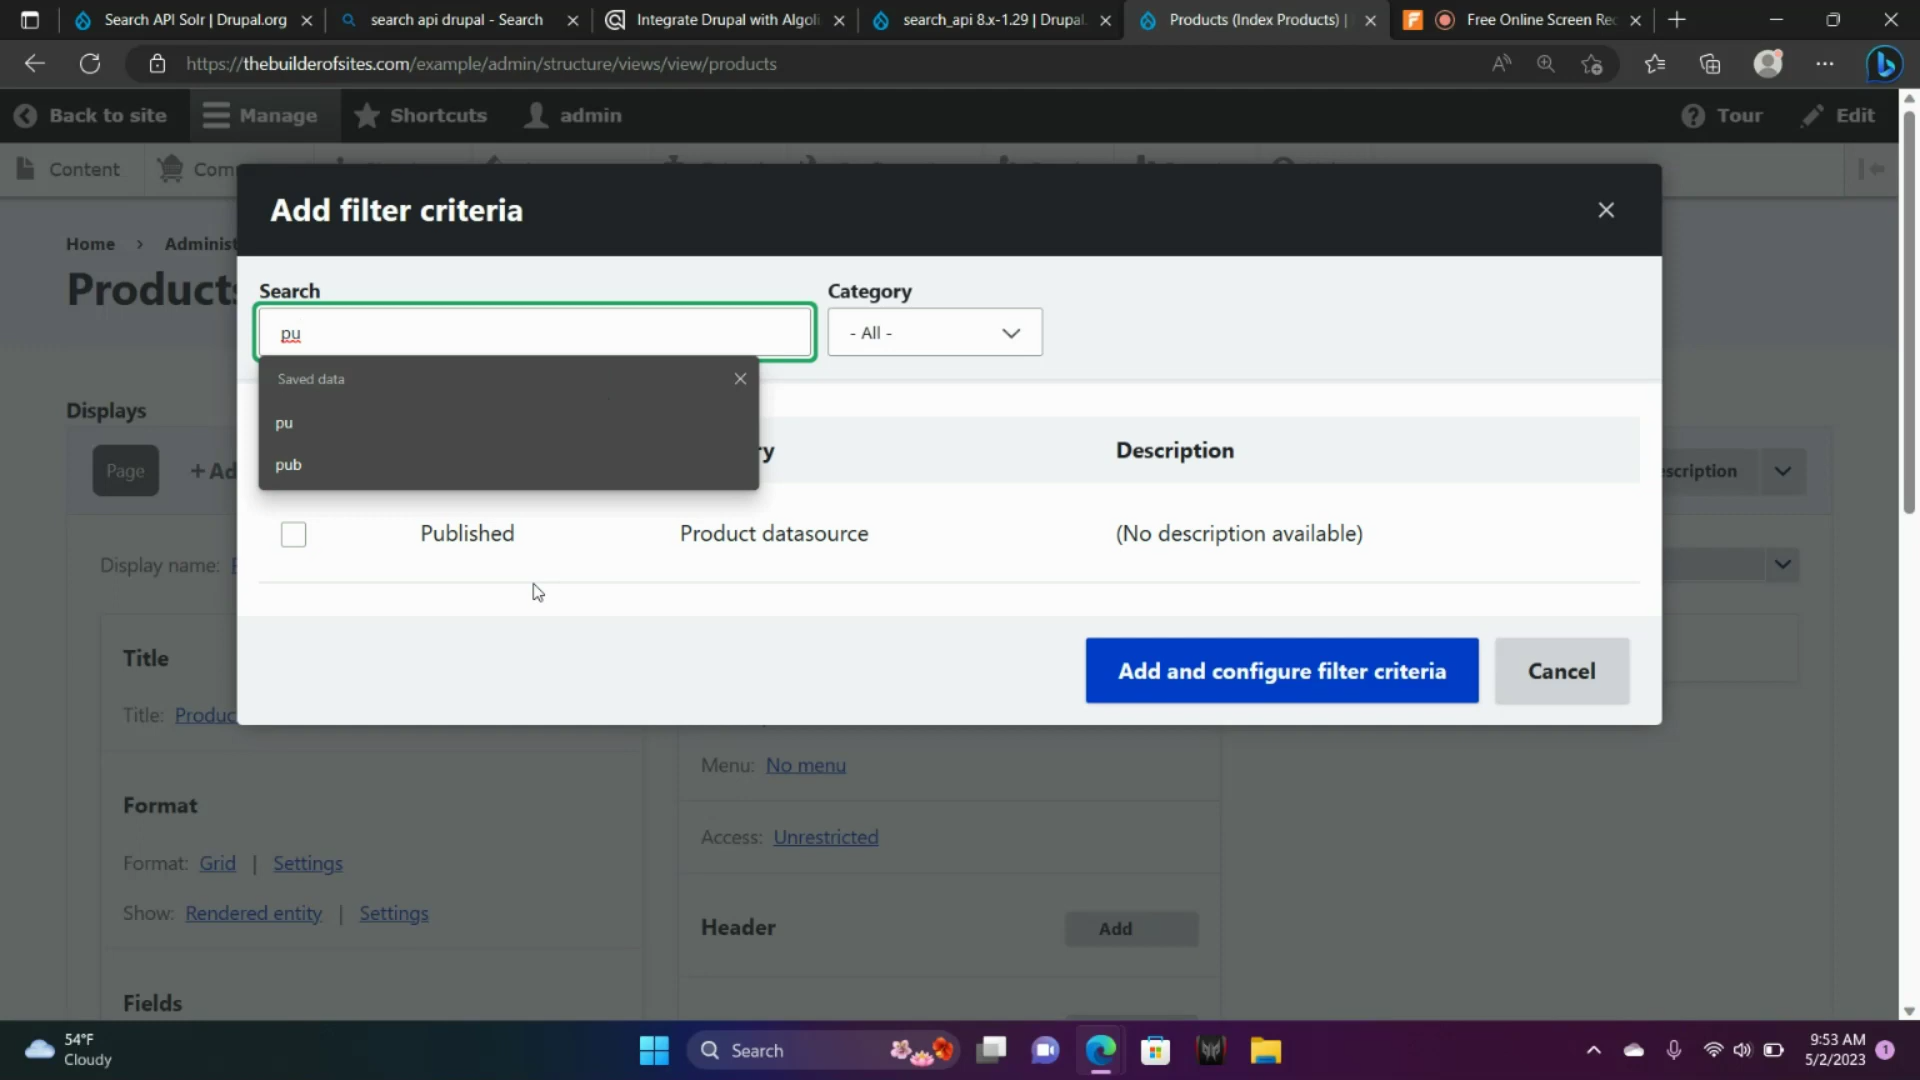 Search API Solr | Drupal.org
search api drupal - Search
Integrate Drupal with Algoli
search_api 8.x-1.29 | Drupal.
Products (Index Products) |
Free Online Screen Rec
https://thebuilderofsites.com/example/admin/structure/views/view/products
Back to site
Manage
Shortcuts
admin
Tour
Edit
Content
Com
Add filter criteria
Home
Administ
Products
Search
Category
pu
- All -
Saved data
pu
pub
ry
Description
Displays
Page
+ Ad
scription
Published
Product datasource
(No description available)
Display name:
Add and configure filter criteria
Cancel
Title
Title: Produc
Menu: No menu
Format
Access: Unrestricted
Format: Grid | Settings
Show: Rendered entity | Settings
Header
Add
Fields
54°F
Cloudy
Search
9:53 AM
5/2/2023
1